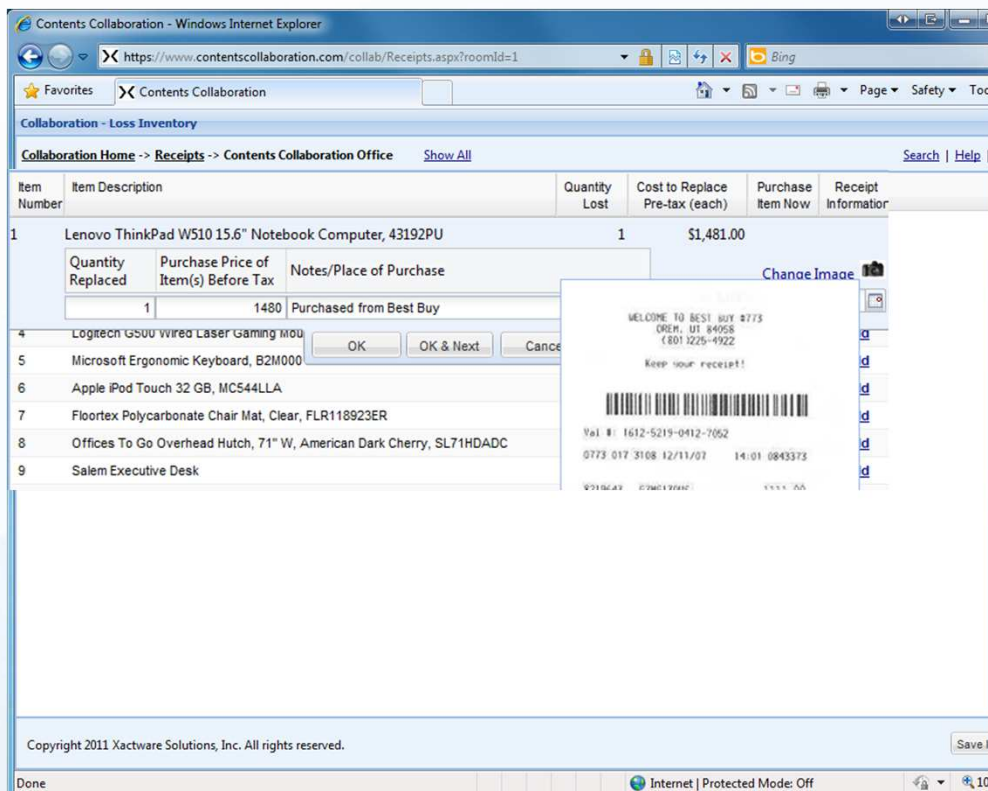 Contents Collaboration - Windows Internet Explorer
https://www.contentscollaboration.com/collab/Receipts.aspx?roomId=1
Bing
Favorites
Contents Collaboration
Page Safety Too
Collaboration - Loss Inventory
Collaboration Home -> Receipts -> Contents Collaboration Office Show All
Search | Help |
Item Number
Item Description
Quantity Lost
Cost to Replace Pre-tax (each)
Purchase Item Now
Receipt Information
1 Lenovo ThinkPad W510 15.6" Notebook Computer, 43192PU 1 $1,481.00
Quantity Replaced
Purchase Price of Item(s) Before Tax
Notes/Place of Purchase
Change Image
1 1480 Purchased from Best Buy
4 Logitech G500 Wired Laser Gaming Mou
OK OK & Next Cance
5 Microsoft Ergonomic Keyboard, B2M000
6 Apple iPod Touch 32 GB, MC544LLA
7 Floortex Polycarbonate Chair Mat, Clear, FLR118923ER
8 Offices To Go Overhead Hutch, 71" W, American Dark Cherry, SL71HDADC
9 Salem Executive Desk
d
d
d
d
d
d
WELCOME TO BEST BUY #773
OREM, UT 84058
(801)225-4922
Keep your receipt!
Val #: 1612-5219-0412-7052
0773 017 3108 12/11/07 14:01 0843373
Copyright 2011 Xactware Solutions, Inc. All rights reserved.
Save
Done
Internet | Protected Mode: Off
10